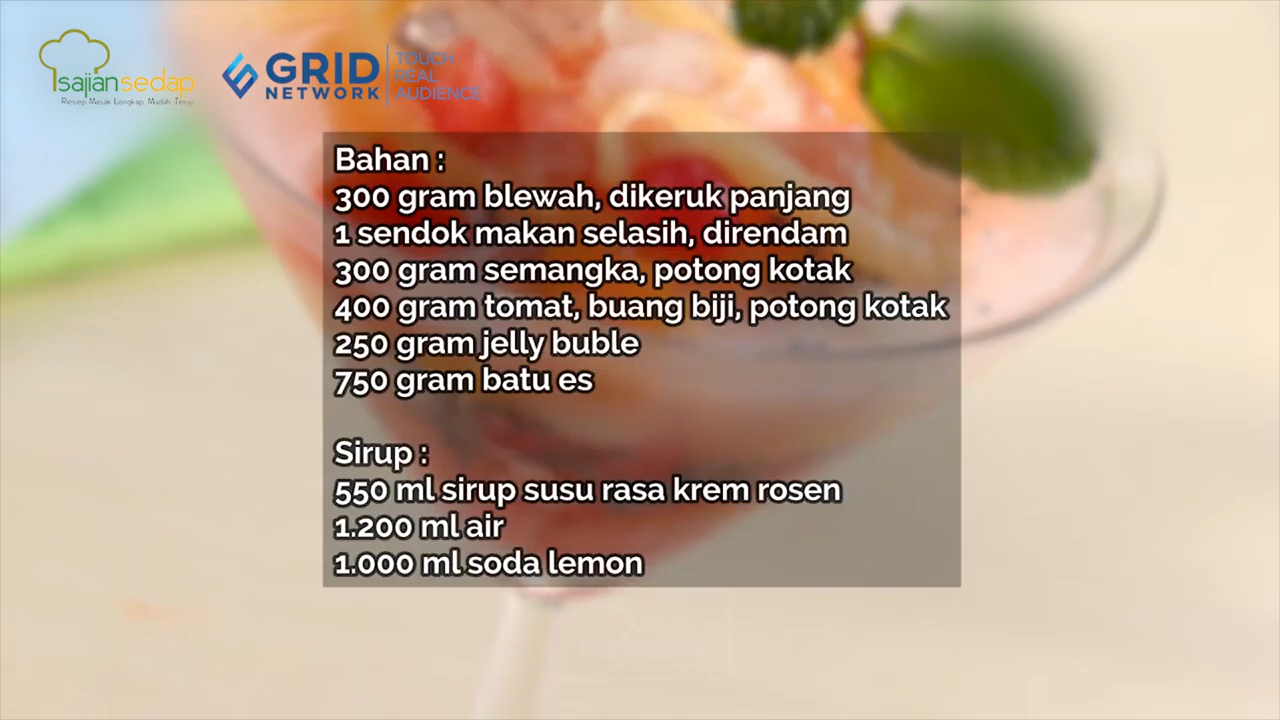 sajian sedap
Resep Masak Lengkap Mudah Teruji
GRID
NETWORK
TOUCH
REAL
AUDIENCE
Bahan :
300 gram blewah, dikeruk panjang
1 sendok makan selasih, direndam
300 gram semangka, potong kotak
400 gram tomat, buang biji, potong kotak
250 gram jelly buble
750 gram batu es
Sirup :
550 ml sirup susu rasa krem rosen
1.200 ml air
1.000 ml soda lemon